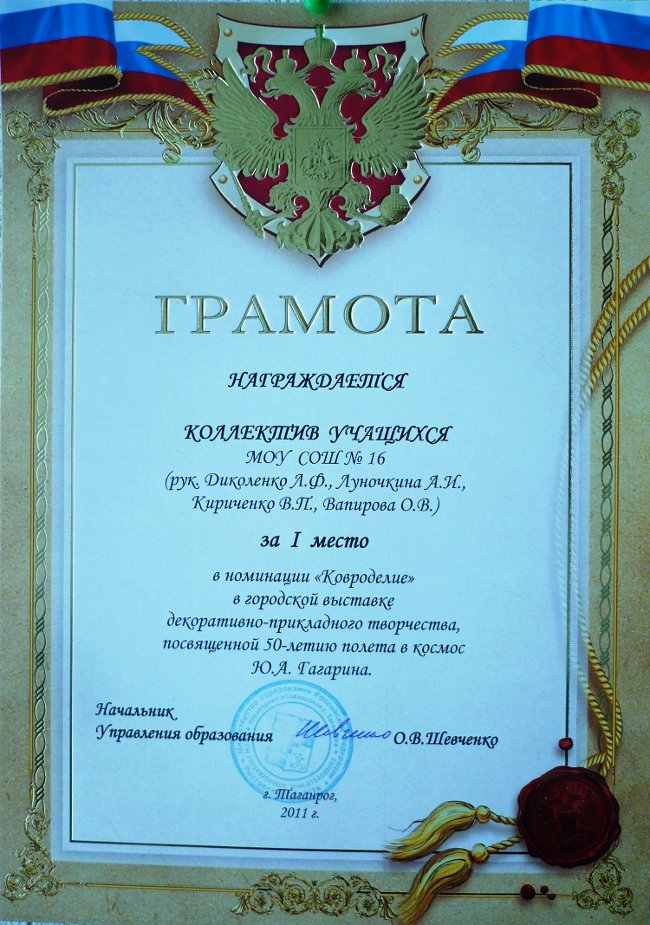 ГРАМОТА
НАГРАЖДАЕТСЯ
КОЛЛЕКТИВ УЧАЩИХСЯ
МОУ СОШ № 16
(рук. Диколенко Л.Ф., Луночкина А.И.,
Кириченко В.П., Вапирова О.В.)
за I место
в номинации «Ковроделие»
в городской выставке
декоративно-прикладного творчества,
посвященной 50-летию полета в космос
Ю.А. Гагарина.
Начальник
Управления образования Шевченко О.В.Шевченко
г. Таганрог,
2011 г.